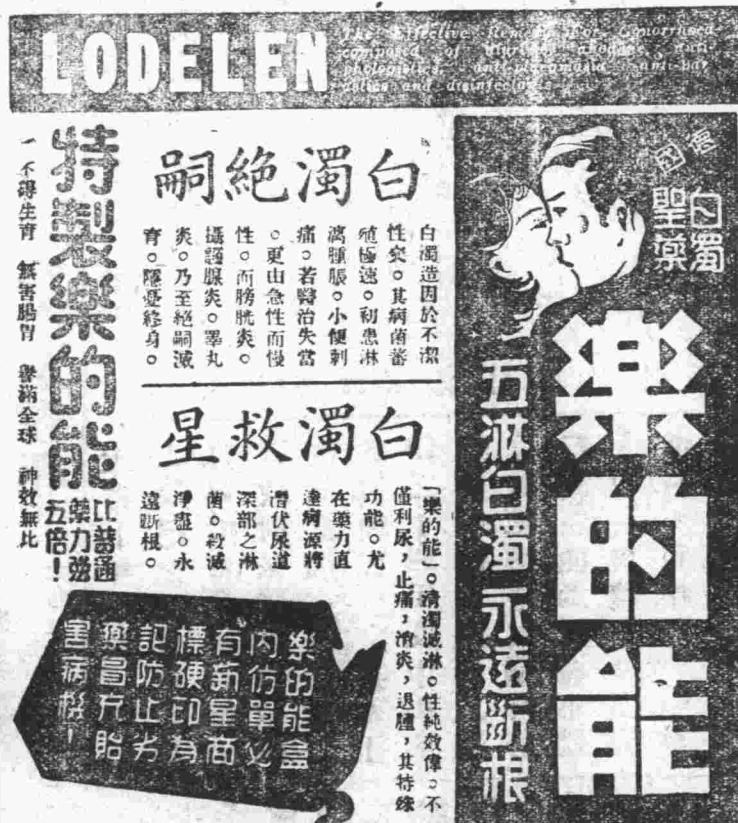 LODELEN
The Effective Remedy For Gonorrhoea
composed of
anti-
and disinfectants
德國
白濁
聖藥
樂的能
五淋白濁 永遠斷根
白濁絕嗣
白濁造因於不潔
性交。其病菌蕃
殖極速。初患淋
漓腫脹。小便刺
痛。若醫治失當
。更由急性而慢
性。而膀胱炎。
攝護腺炎。睪丸
炎。乃至絕嗣滅
育。隱憂終身。
白濁救星
「樂的能」。清濁滅淋。性純效偉。不
僅利尿,止痛,消炎,退腫,其特殊
功能。尤
在藥力直
達病源將
潛伏尿道
深部之淋
菌。殺滅
淨盡。永
遠斷根。
特製樂的能
比普通
藥力強
五倍!
一 不礙生育 無害腸胃 譽滿全球 神效無比
樂的能盒
內仿單必
有 星商
標硬印為
記防止劣
藥冒充貽
害病機!